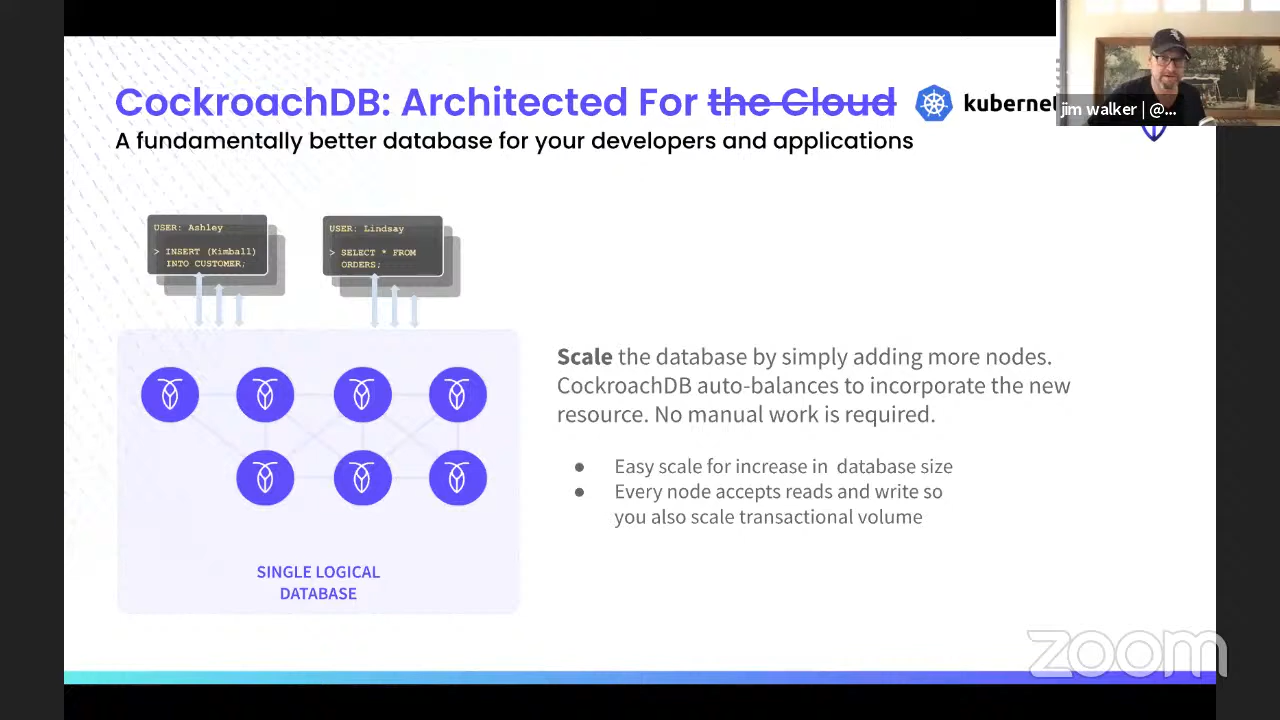 CockroachDB: Architected For the Cloud kuberne
jim walker | @...
A fundamentally better database for your developers and applications
USER: Ashley
> INSERT (Kimball)
INTO CUSTOMER;
USER: Lindsay
> SELECT * FROM
ORDERS;
Scale the database by simply adding more nodes.
CockroachDB auto-balances to incorporate the new
resource. No manual work is required.
● Easy scale for increase in database size
● Every node accepts reads and write so
you also scale transactional volume
SINGLE LOGICAL
DATABASE
zoom